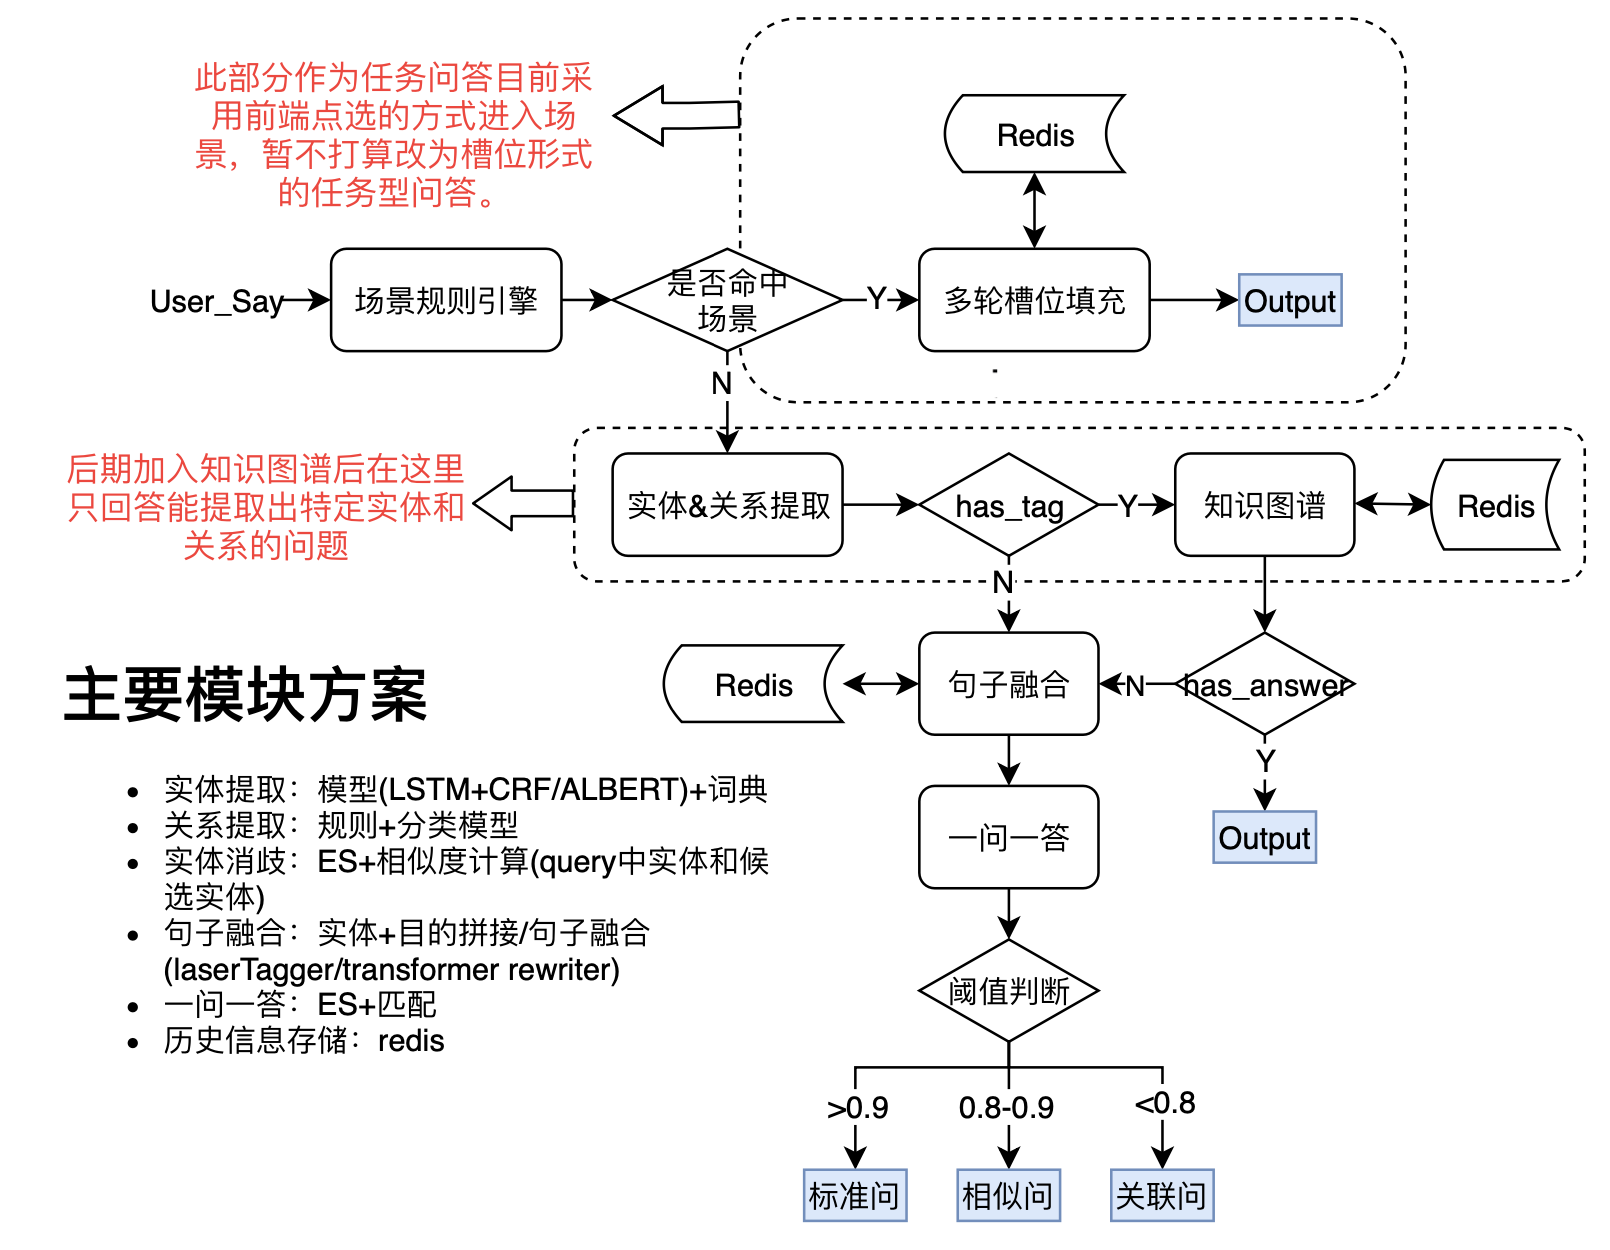 此部分作为任务问答目前采
用前端点选的方式进入场
景，暂不打算改为槽位形式
的任务型问答。
Redis
User_Say
场景规则引擎
是否命中
场景
Y
多轮槽位填充
Output
N
后期加入知识图谱后在这里
只回答能提取出特定实体和
关系的问题
实体&关系提取
has_tag
Y
知识图谱
Redis
N
主要模块方案
Redis
句子融合
N
has_answer
Y
Output
一问一答
• 实体提取：模型(LSTM+CRF/ALBERT)+词典
• 关系提取：规则+分类模型
• 实体消歧：ES+相似度计算(query中实体和候
选实体)
• 句子融合：实体+目的拼接/句子融合
(laserTagger/transformer rewriter)
• 一问一答：ES+匹配
• 历史信息存储：redis
阈值判断
>0.9
0.8-0.9
<0.8
标准问
相似问
关联问